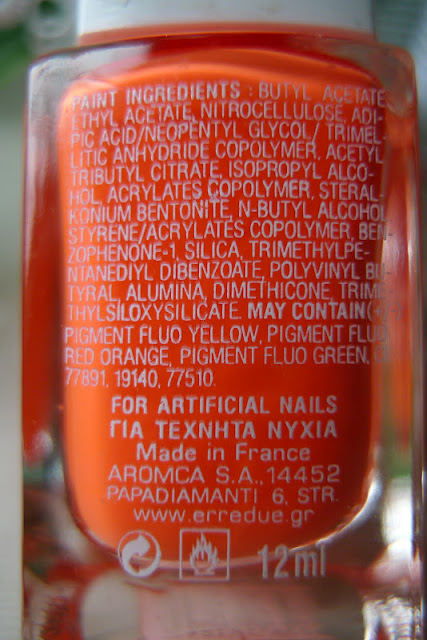 PAINT INGREDIENTS : BUTYL ACETATE
ETHYL ACETATE, NITROCELLULOSE, ADI-
PIC ACID/NEOPENTYL GLYCOL/ TRIMEL-
LITIC ANHYDRIDE COPOLYMER, ACETYL
TRIBUTYL CITRATE, ISOPROPYL ALCO-
HOL, ACRYLATES COPOLYMER, STERAL-
KONIUM BENTONITE, N-BUTYL ALCOHOL
STYRENE/ACRYLATES COPOLYMER, BEN-
ZOPHENONE-1, SILICA, TRIMETHYLPE-
NTANEDIYL DIBENZOATE, POLYVINYL BU-
TYRAL, ALUMINA, DIMETHICONE, TRIME
THYLSILOXYSILICATE. MAY CONTAIN(+
PIGMENT FLUO YELLOW, PIGMENT FLUO
RED ORANGE, PIGMENT FLUO GREEN,
77891, 19140, 77510.
FOR ARTIFICIAL NAILS
ΓΙΑ ΤΕΧΝΗΤΑ ΝΥΧΙΑ
Made in France
AROMCA S.A., 14452
PAPADIAMANTI 6, STR.
www.erredue.gr
12ml